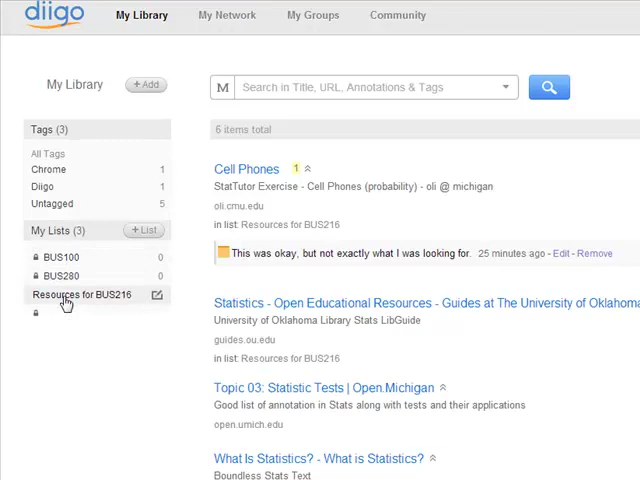 diigo My Library My Network My Groups Community
My Library + Add M Search in Title, URL, Annotations & Tags
Tags (3)
All Tags
Chrome 1
Diigo 1
Untagged 5
My Lists (3) + List
BUS100 0
BUS280 0
Resources for BUS216
6 items total
Cell Phones 1
StatTutor Exercise - Cell Phones (probability) - oli @ michigan
oli.cmu.edu
in list: Resources for BUS216
This was okay, but not exactly what I was looking for. 25 minutes ago - Edit - Remove
Statistics - Open Educational Resources - Guides at The University of Oklahoma
University of Oklahoma Library Stats LibGuide
guides.ou.edu
in list: Resources for BUS216
Topic 03: Statistic Tests | Open.Michigan
Good list of annotation in Stats along with tests and their applications
open.umich.edu
What Is Statistics? - What is Statistics?
Boundless Stats Text